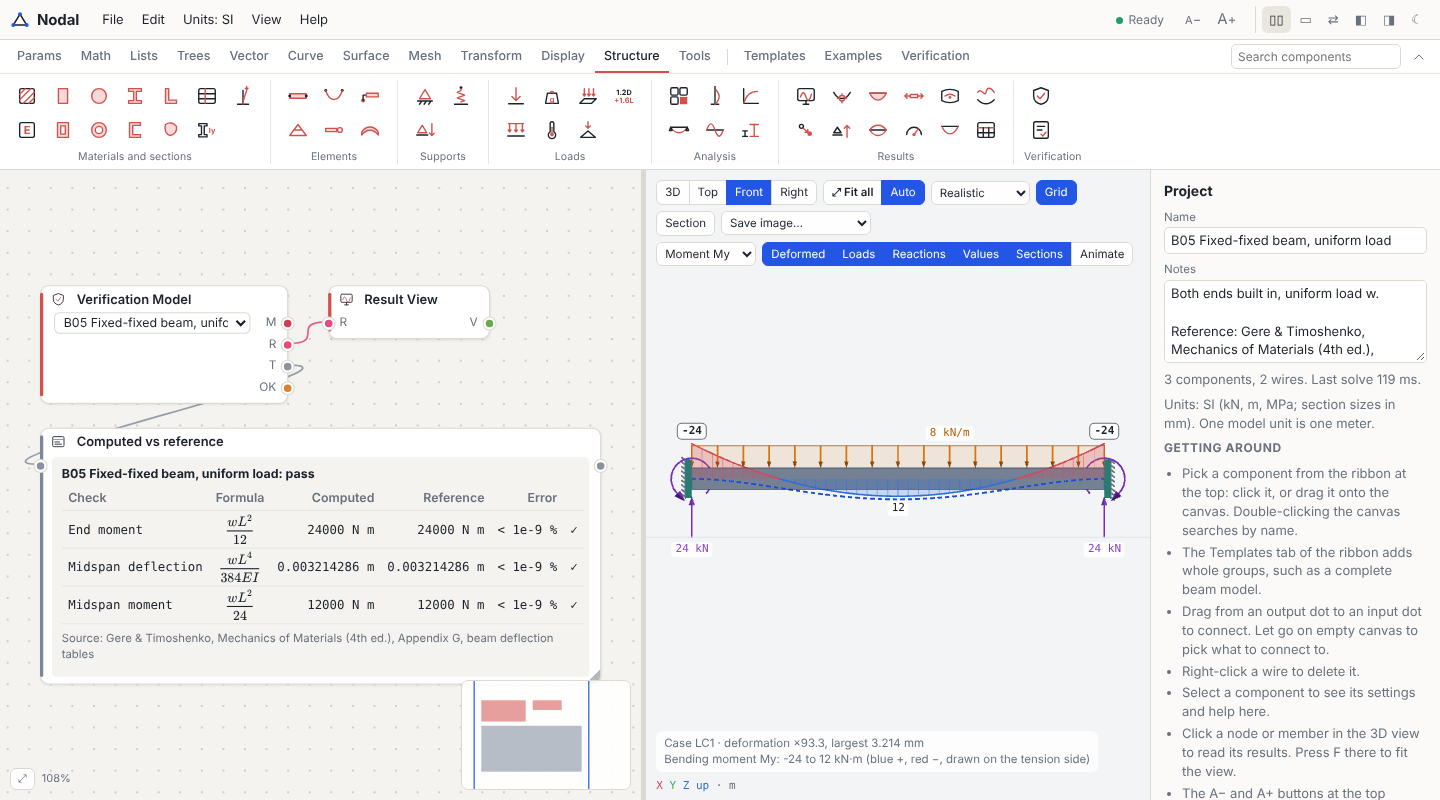 Nodal File Edit Units: SI View Help Ready A− A+
Params Math Lists Trees Vector Curve Surface Mesh Transform Display Structure Tools Templates Examples Verification Search components
1.2D
+1.6L
E
Iy
Materials and sections Elements Supports Loads Analysis Results Verification
3D Top Front Right Fit all Auto Realistic Grid
Section Save image...
Moment My Deformed Loads Reactions Values Sections Animate
Verification Model
B05 Fixed-fixed beam, unifc
M
R
T
OK
Result View
R V
Computed vs reference
B05 Fixed-fixed beam, uniform load: pass
Check Formula Computed Reference Error
End moment wL²/12 24000 N m 24000 N m < 1e-9 % ✓
Midspan deflection wL⁴/384EI 0.003214286 m 0.003214286 m < 1e-9 % ✓
Midspan moment wL²/24 12000 N m 12000 N m < 1e-9 % ✓
Source: Gere & Timoshenko, Mechanics of Materials (4th ed.), Appendix G, beam deflection
tables
108%
-24 8 kN/m -24
12
24 kN 24 kN
Case LC1 · deformation ×93.3, largest 3.214 mm
Bending moment My: -24 to 12 kN·m (blue +, red −, drawn on the tension side)
X Y Z up · m
Project
Name
B05 Fixed-fixed beam, uniform load
Notes
Both ends built in, uniform load w.
Reference: Gere & Timoshenko,
Mechanics of Materials (4th ed.),
3 components, 2 wires. Last solve 119 ms.
Units: SI (kN, m, MPa; section sizes in
mm). One model unit is one meter.
GETTING AROUND
• Pick a component from the ribbon at
the top: click it, or drag it onto the
canvas. Double-clicking the canvas
searches by name.
• The Templates tab of the ribbon adds
whole groups, such as a complete
beam model.
• Drag from an output dot to an input dot
to connect. Let go on empty canvas to
pick what to connect to.
• Right-click a wire to delete it.
• Select a component to see its settings
and help here.
• Click a node or member in the 3D view
to read its results. Press F there to fit
the view.
• The A− and A+ buttons at the top